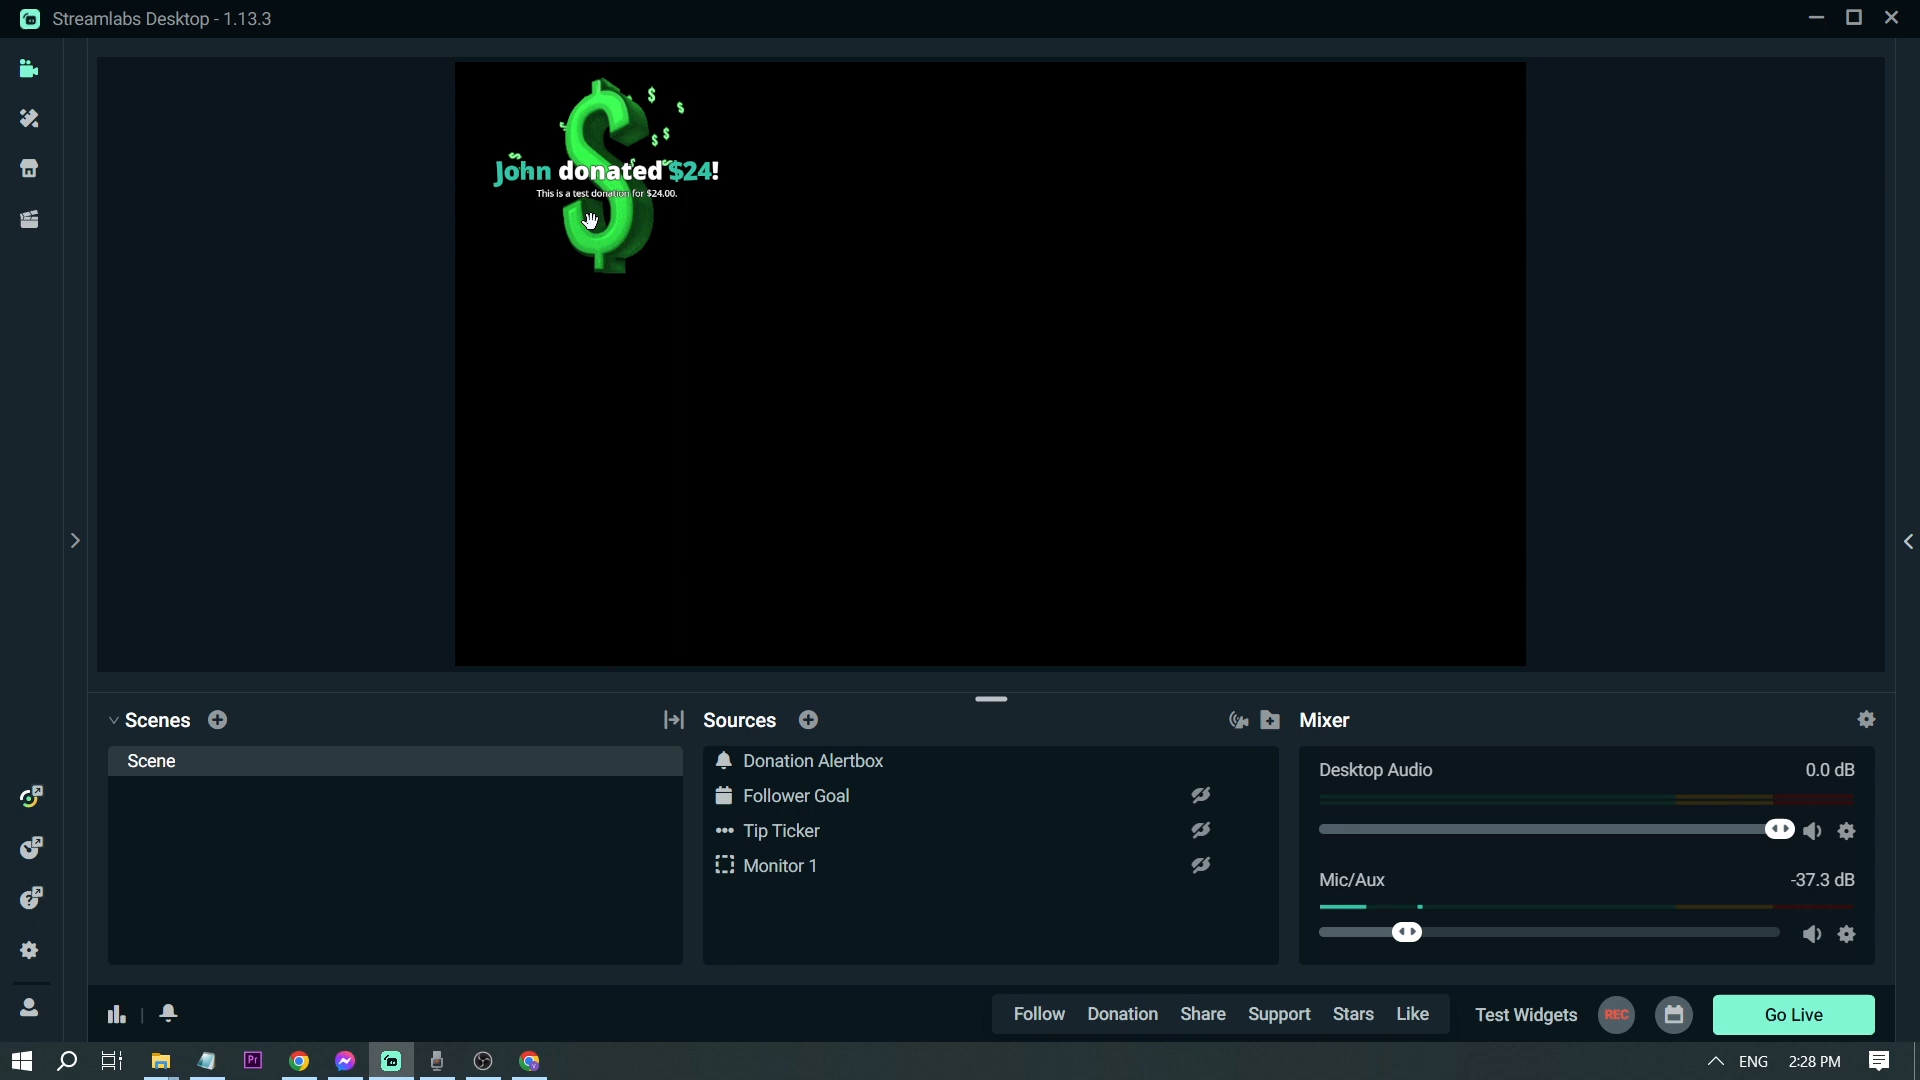 Streamlabs Desktop - 1.13.3
John donated $24!
This is a test donation for $24.00.
Scenes
Scene
Sources
Donation Alertbox
Follower Goal
Tip Ticker
Monitor 1
Mixer
Desktop Audio 0.0 dB
Mic/Aux -37.3 dB
Follow Donation Share Support Stars Like Test Widgets REC Go Live
Pr ENG 2:28 PM